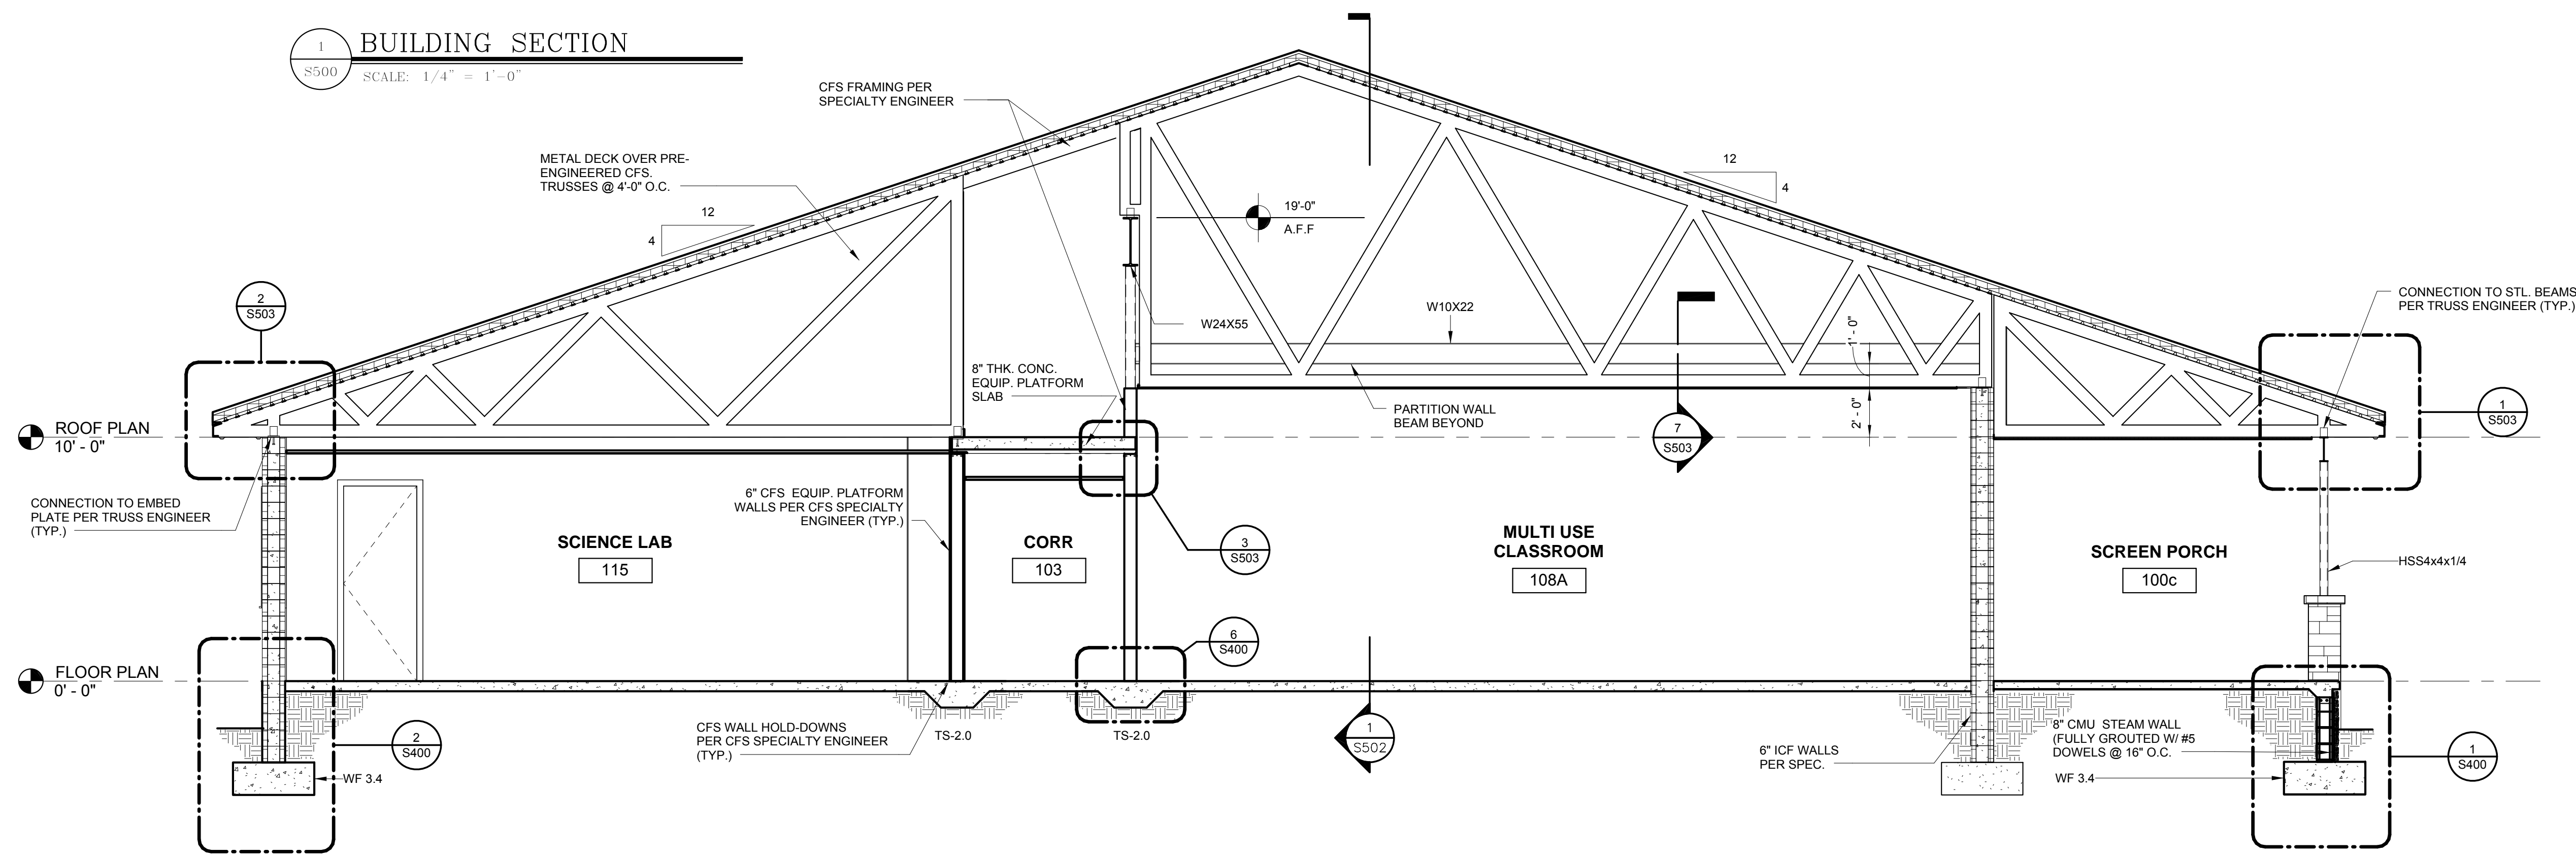 1
S500
BUILDING SECTION
SCALE: 1/4" = 1'-0"
CFS FRAMING PER
SPECIALTY ENGINEER
METAL DECK OVER PRE-
ENGINEERED CFS.
TRUSSES @ 4'-0" O.C.
12
4
12
4
19'-0"
A.F.F
2
S503
W24X55
W10X22
1' - 0"
2' - 0"
CONNECTION TO STL. BEAMS
PER TRUSS ENGINEER (TYP.)
8" THK. CONC.
EQUIP. PLATFORM
SLAB
PARTITION WALL
BEAM BEYOND
7
S503
1
S503
ROOF PLAN
10' - 0"
CONNECTION TO EMBED
PLATE PER TRUSS ENGINEER
(TYP.)
6" CFS EQUIP. PLATFORM
WALLS PER CFS SPECIALTY
ENGINEER (TYP.)
SCIENCE LAB
115
CORR
103
3
S503
MULTI USE
CLASSROOM
108A
SCREEN PORCH
100c
HSS4x4x1/4
6
S400
FLOOR PLAN
0' - 0"
2
S400
WF 3.4
CFS WALL HOLD-DOWNS
PER CFS SPECIALTY ENGINEER
(TYP.)
TS-2.0
TS-2.0
1
S502
6" ICF WALLS
PER SPEC.
8" CMU STEAM WALL
(FULLY GROUTED W/ #5
DOWELS @ 16" O.C.
WF 3.4
1
S400